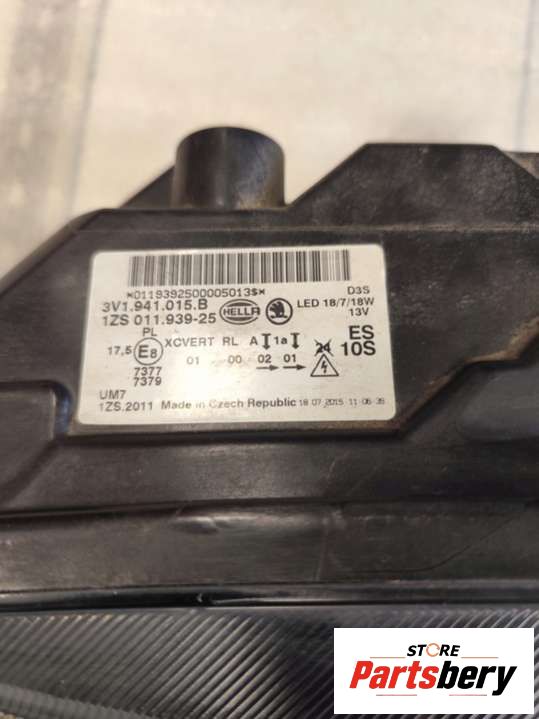 *0119392500005013$*
3V1.941.015.B HELLA
1ZS 011.939-25
D3S
LED 18/7/18W
13V
PL
17,5 E8 XCVERT RL A 1a 24 ES
01 00 02 01 10S
7377
7379
UM7
1ZS.2011 Made in Czech Republic 18 07 2015 11 06
STORE
Partsbery